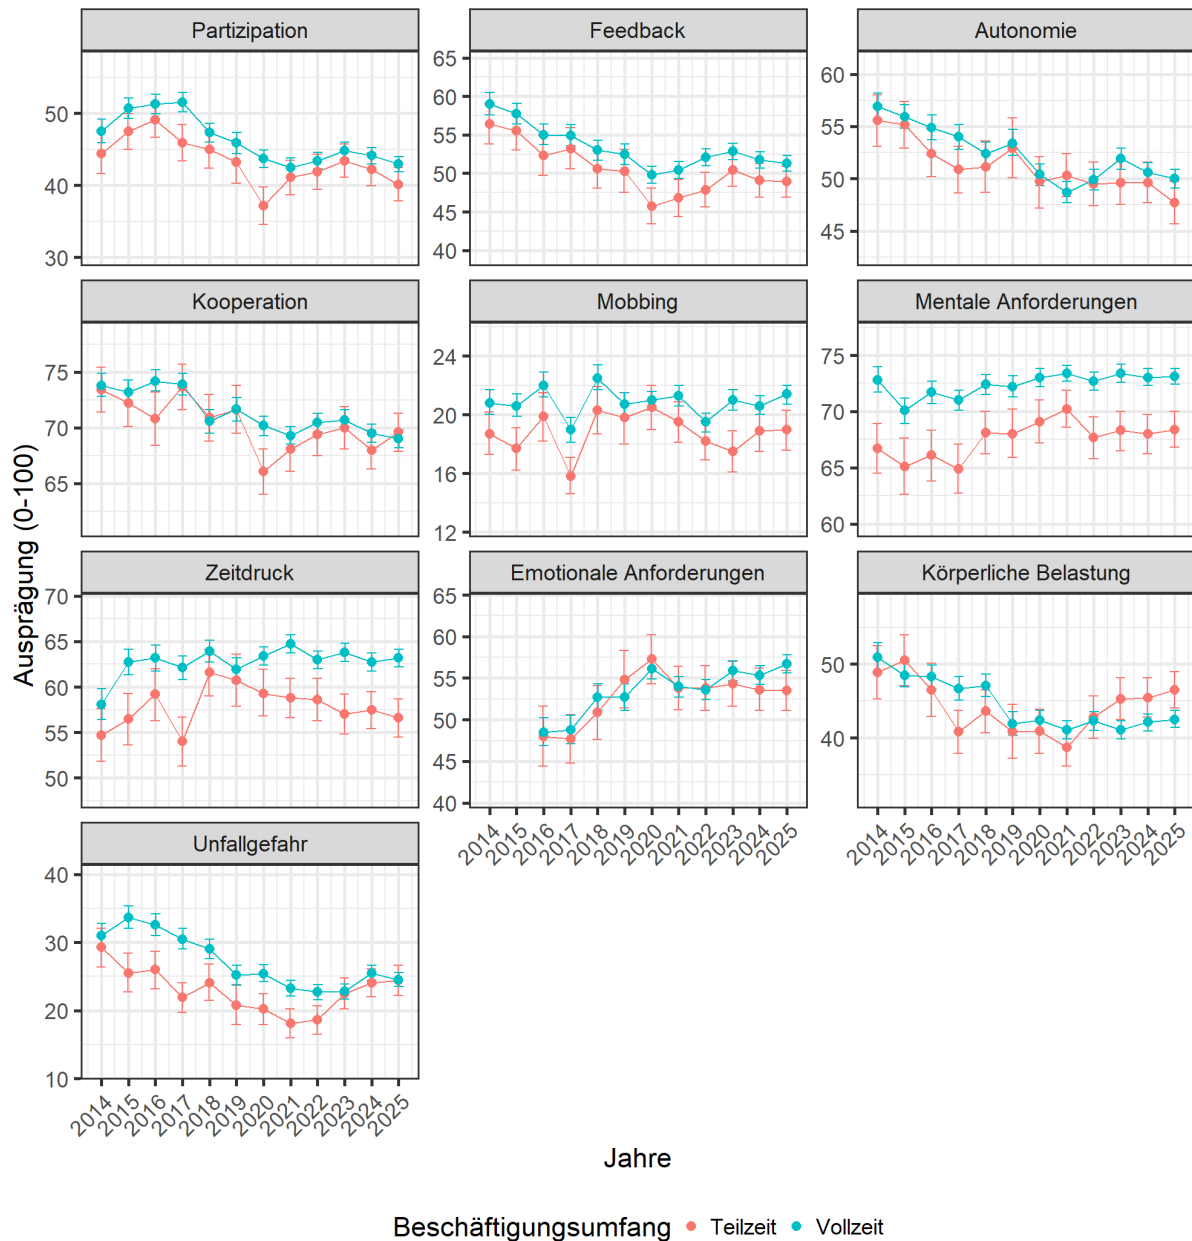 Partizipation
Feedback
Autonomie
50
40
30
65
60
55
50
45
40
60
55
50
45
Kooperation
Mobbing
Mentale Anforderungen
75
70
65
24
20
16
12
75
70
65
60
Zeitdruck
Emotionale Anforderungen
Körperliche Belastung
70
65
60
55
50
65
60
55
50
45
40
50
40
2014 2015 2016 2017 2018 2019 2020 2021 2022 2023 2024 2025
2014 2015 2016 2017 2018 2019 2020 2021 2022 2023 2024 2025
Unfallgefahr
40
30
20
10
2014 2015 2016 2017 2018 2019 2020 2021 2022 2023 2024 2025
Ausprägung (0-100)
Jahre
Beschäftigungsumfang Teilzeit Vollzeit